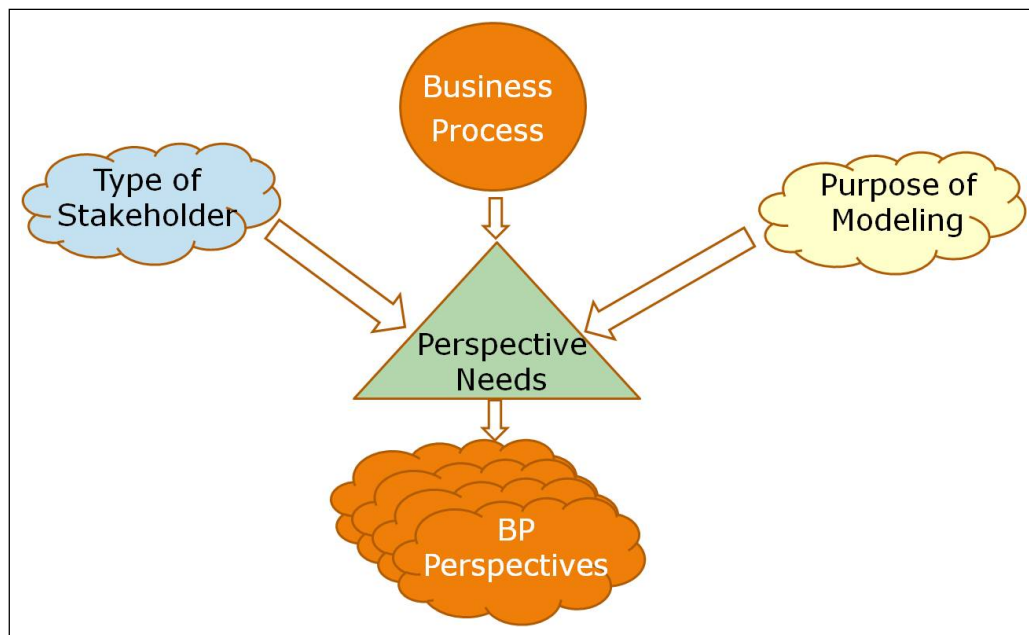 Business
Process
Type of
Stakeholder
Purpose of
Modeling
Perspective
Needs
BP
Perspectives